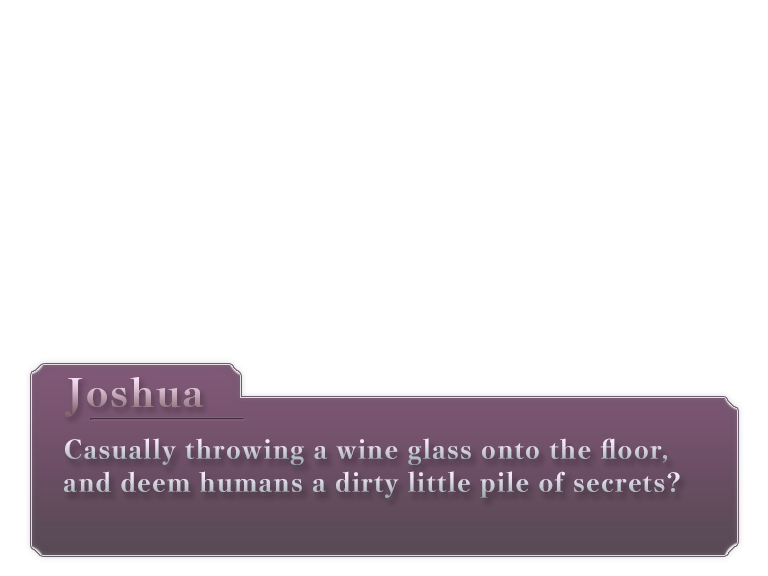 Joshua
Casually throwing a wine glass onto the floor,
and deem humans a dirty little pile of secrets?